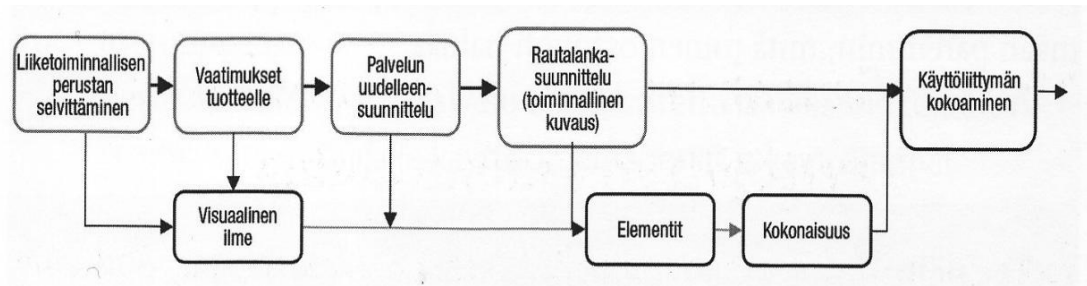 Liiketoiminnallisen
perustan
selvittäminen
Vaatimukset
tuotteelle
Palvelun
uudelleen-
suunnittelu
Rautalanka-
suunnittelu
(toiminnallinen
kuvaus)
Käyttöliittymän
kokoaminen
Visuaalinen
ilme
Elementit
Kokonaisuus